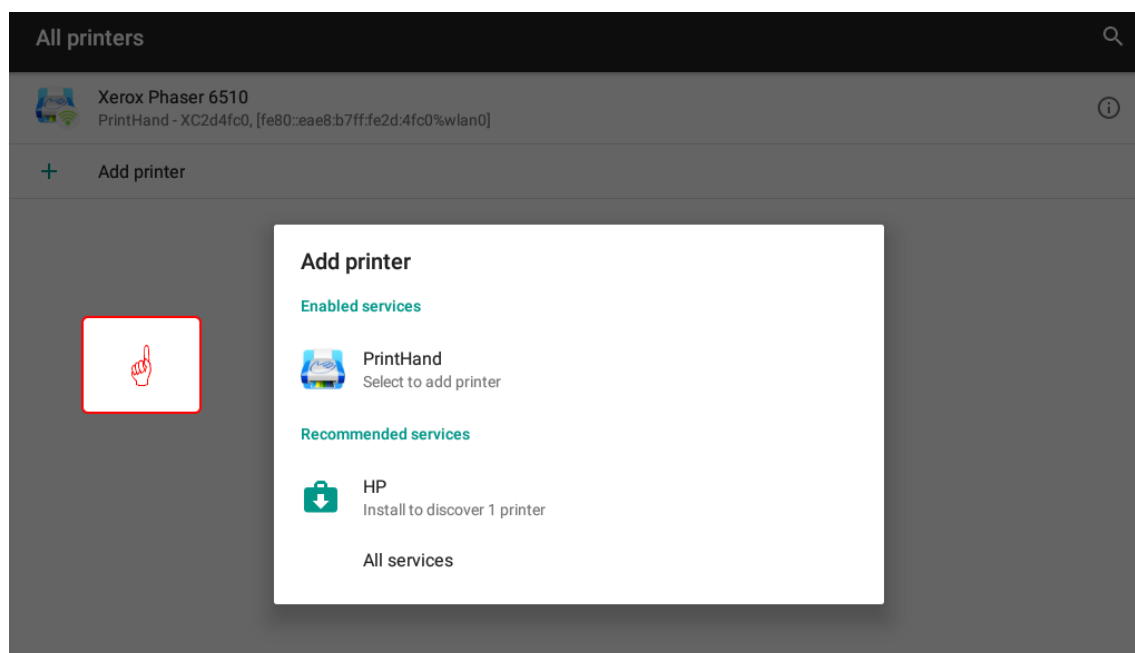 All printers
Xerox Phaser 6510
PrintHand - XC2d4fc0, [fe80::eae8:b7ff:fe2d:4fc0%wlan0]
Add printer
Add printer
Enabled services
PrintHand
Select to add printer
Recommended services
HP
Install to discover 1 printer
All services